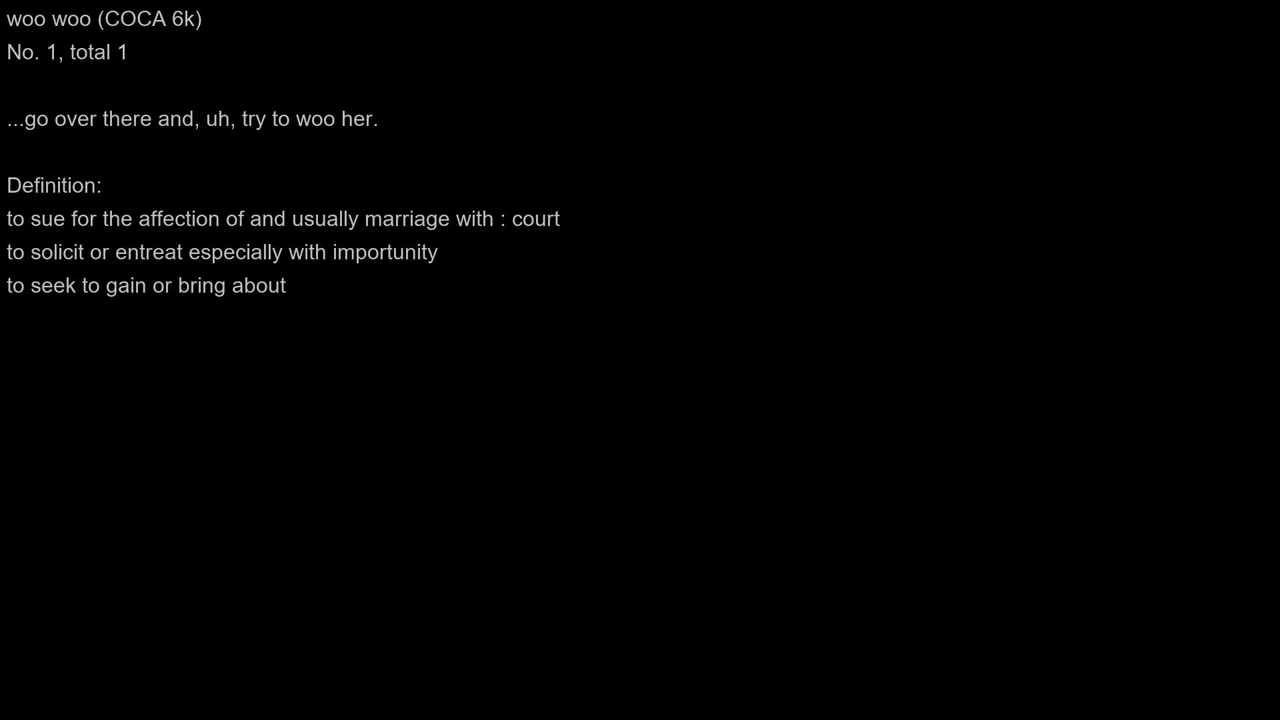 woo woo (COCA 6k)
No. 1, total 1
...go over there and, uh, try to woo her.
Definition:
to sue for the affection of and usually marriage with : court
to solicit or entreat especially with importunity
to seek to gain or bring about